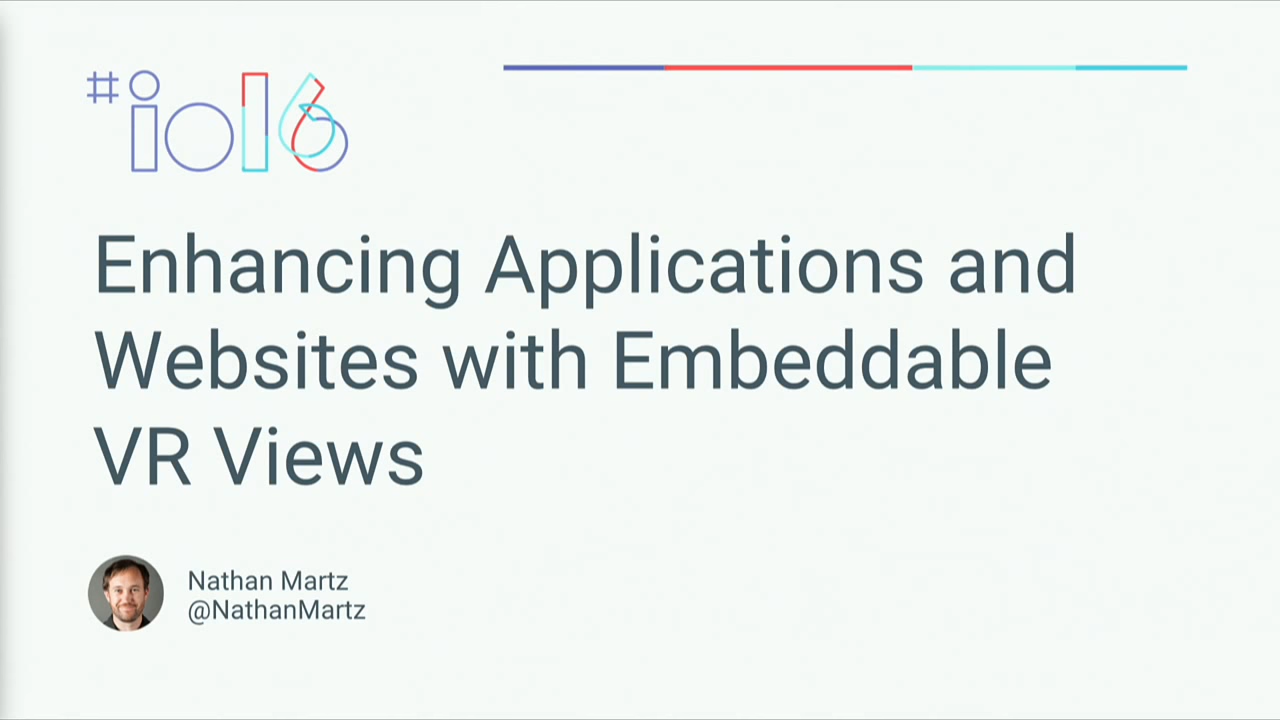 #io16
Enhancing Applications and
Websites with Embeddable
VR Views
Nathan Martz
@NathanMartz